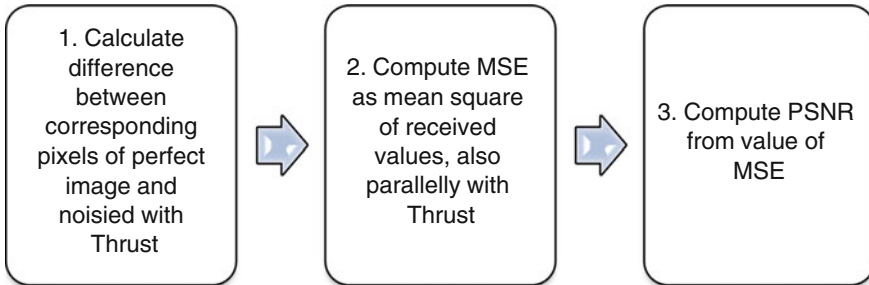 1. Calculate
difference
between
corresponding
pixels of perfect
image and
noisied with
Thrust
2. Compute MSE
as mean square
of received
values, also
parallelly with
Thrust
3. Compute PSNR
from value of
MSE